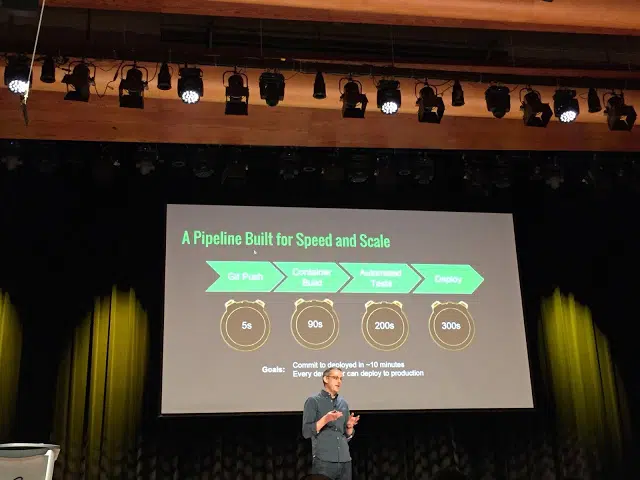 A Pipeline Built for Speed and Scale
Git Push
Container
Build
Automated
Tests
Deploy
5s
90s
200s
300s
Goals: Commit to deployed in ~10 minutes
Every can deploy to production